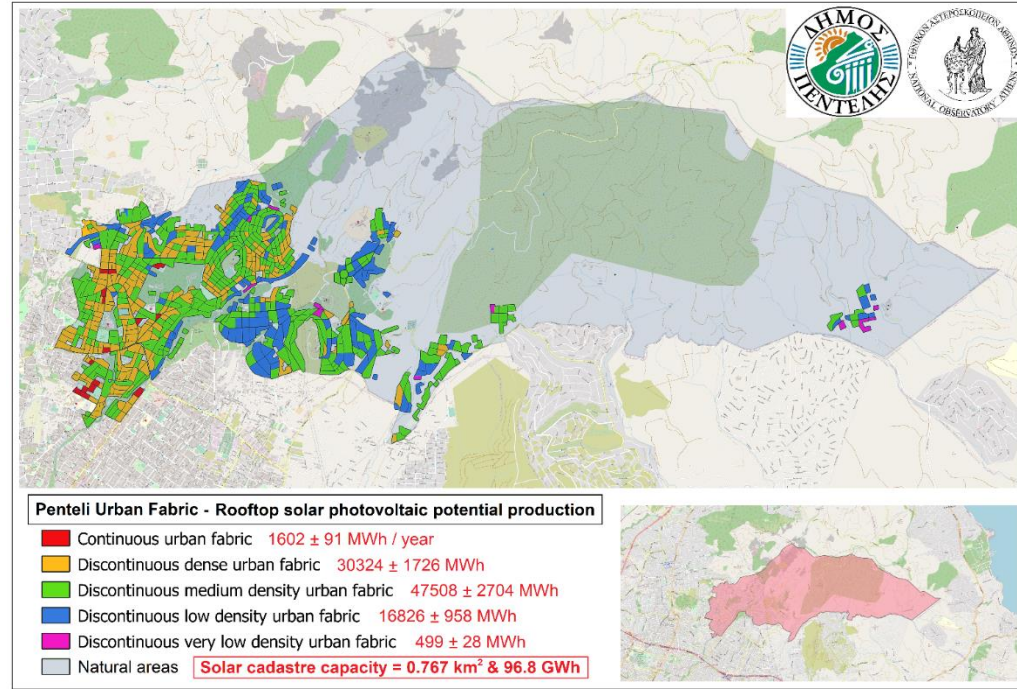 ΔΗΜΟΣ
ΠΕΝΤΕΛΗΣ
ΕΘΝΙΚΟΝ ΑΣΤΕΡΟΣΚΟΠΕΙΟΝ ΑΘΗΝΩΝ
NATIONAL OBSERVATORY ATHENS
Penteli Urban Fabric - Rooftop solar photovoltaic potential production
Continuous urban fabric 1602 ± 91 MWh / year
Discontinuous dense urban fabric 30324 ± 1726 MWh
Discontinuous medium density urban fabric 47508 ± 2704 MWh
Discontinuous low density urban fabric 16826 ± 958 MWh
Discontinuous very low density urban fabric 499 ± 28 MWh
Natural areas Solar cadastre capacity = 0.767 km² & 96.8 GWh